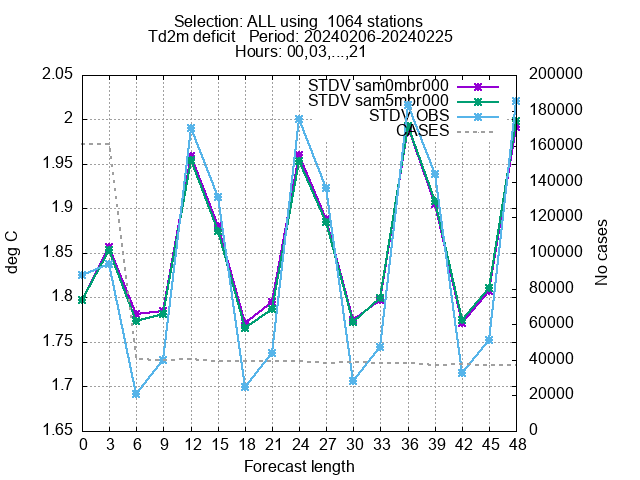 Selection: ALL using  1064 stations
Td2m deficit   Period: 20240206-20240225
Hours: 00,03,...,21
2.05
2
1.95
1.9
1.85
1.8
1.75
1.7
1.65
deg C
STDV sam0mbr000
STDV sam5mbr000
STDV OBS
CASES
200000
180000
160000
140000
120000
100000
80000
60000
40000
20000
0
No cases
0 3 6 9 12 15 18 21 24 27 30 33 36 39 42 45 48
Forecast length